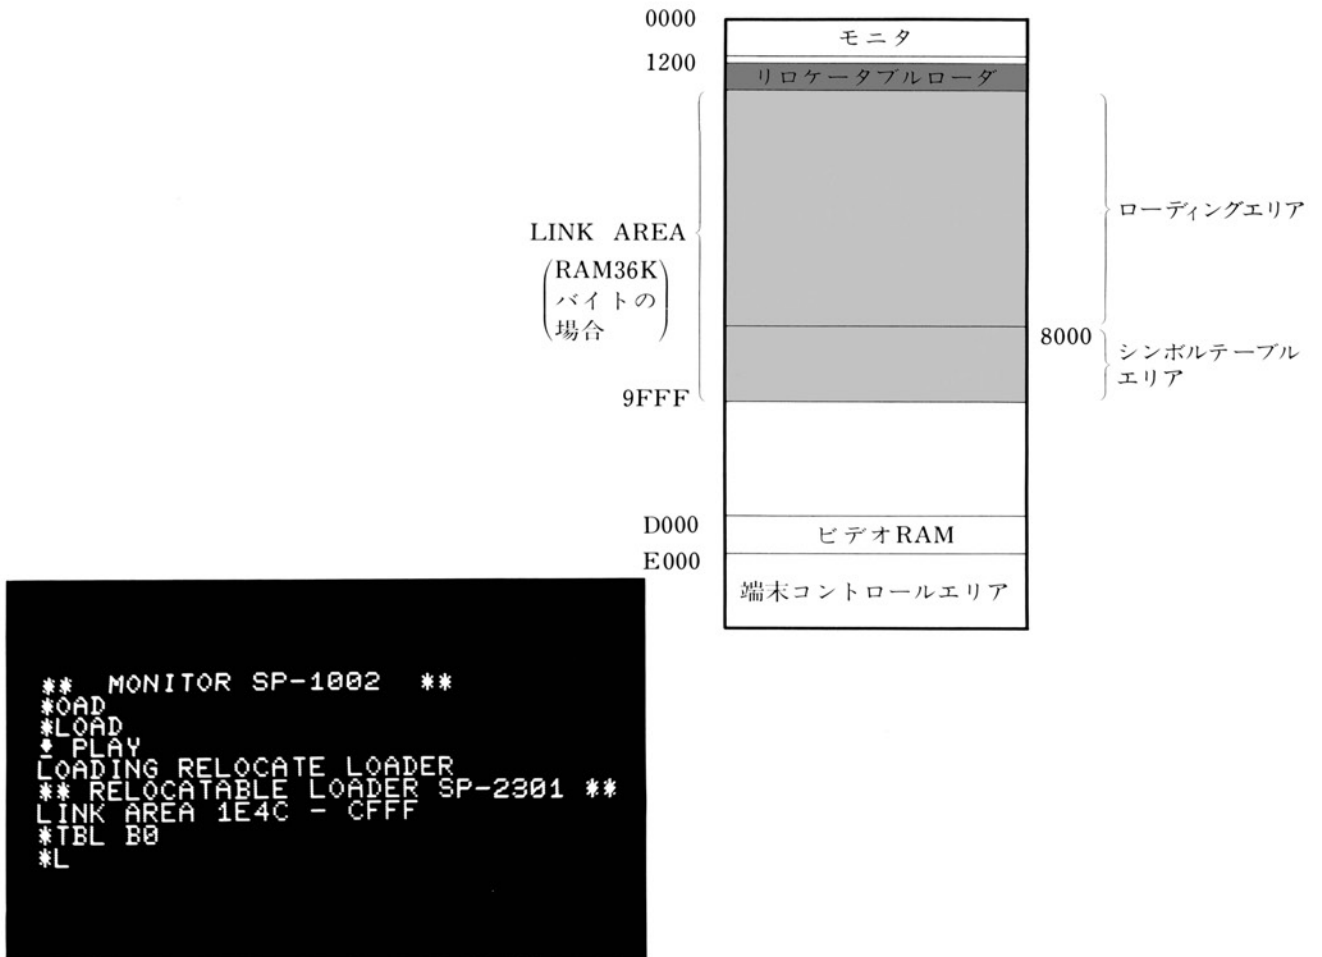 0000
モニタ
1200
リロケータブルローダ
LINK AREA
(RAM36K
バイトの
場合)
ローディングエリア
8000
シンボルテーブル
エリア
9FFF
D000
ビデオRAM
E000
端末コントロールエリア
** MONITOR SP-1002 **
*OAD
*LOAD
PLAY
LOADING RELOCATE LOADER
** RELOCATABLE LOADER SP-2301 **
LINK AREA 1E4C - CFFF
*TBL B0
*L